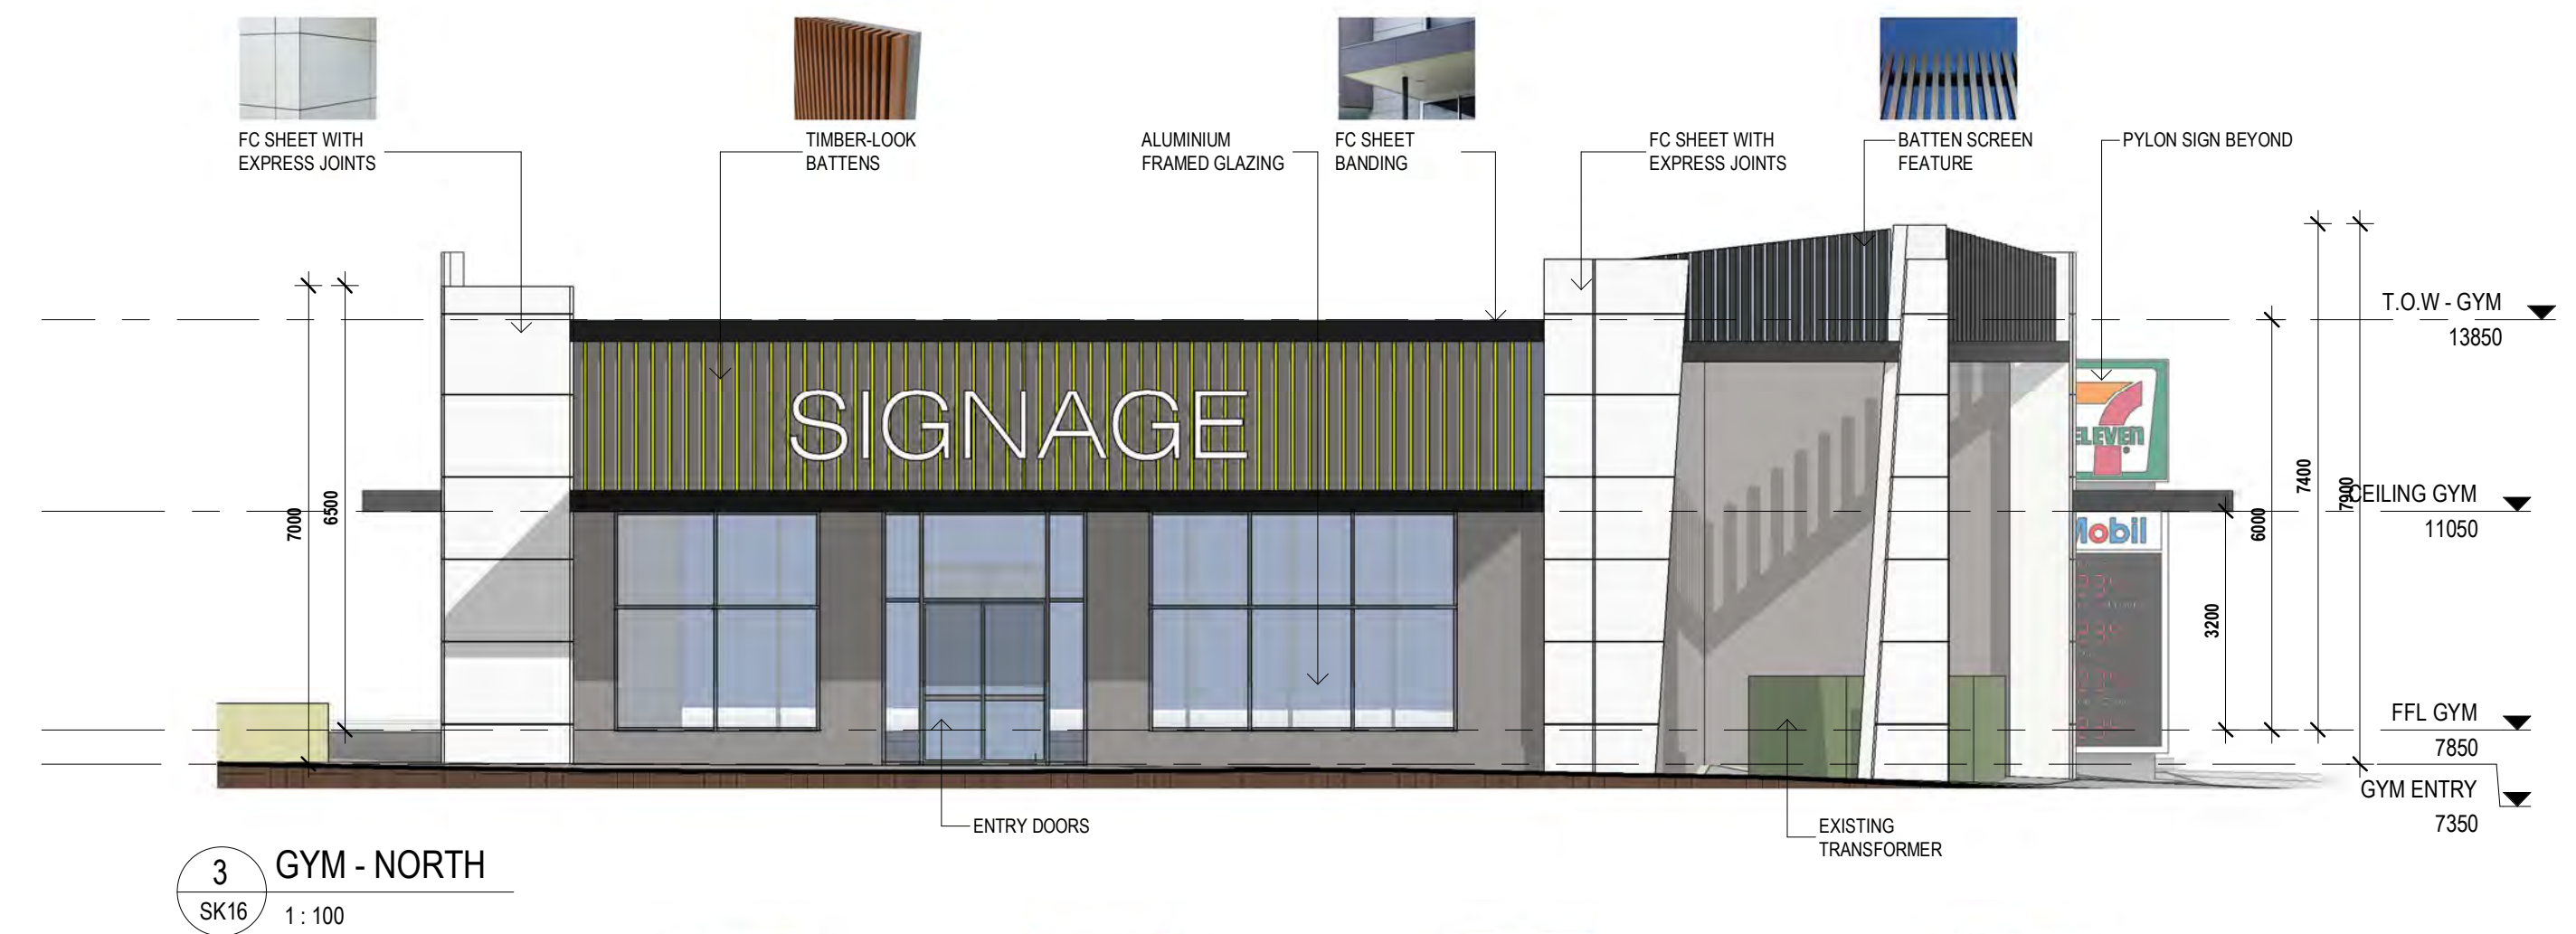 FC SHEET WITH
EXPRESS JOINTS
TIMBER-LOOK
BATTENS
ALUMINIUM
FRAMED GLAZING
FC SHEET
BANDING
FC SHEET WITH
EXPRESS JOINTS
BATTEN SCREEN
FEATURE
PYLON SIGN BEYOND
T.O.W - GYM
13850
SIGNAGE
7
ELEVEN
7000
6500
7400
7900
CEILING GYM
11050
6000
Mobil
3200
FFL GYM
7850
GYM ENTRY
7350
ENTRY DOORS
EXISTING
TRANSFORMER
3
GYM - NORTH
SK16
1 : 100